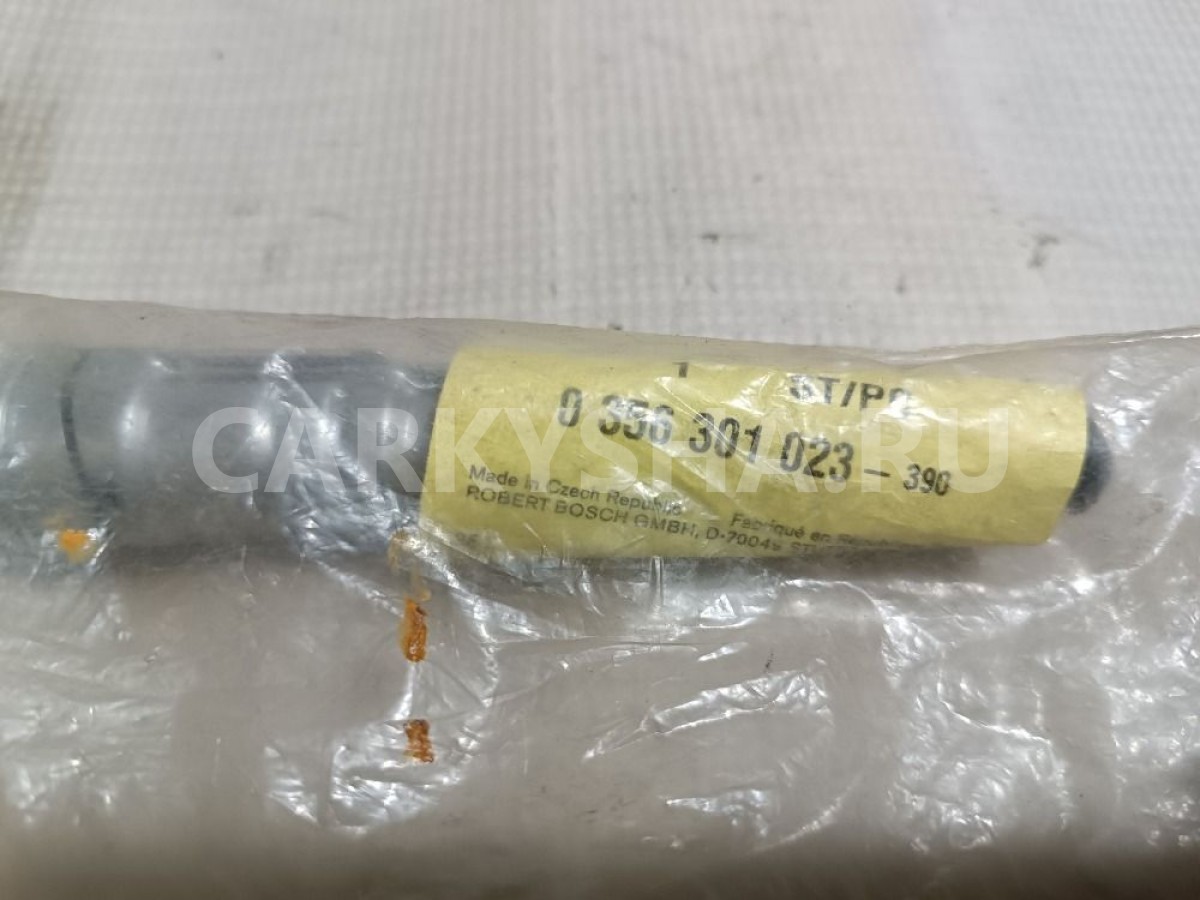 1 ST/PC
0 356 301 023 - 390
Made in Czech Republic Fabriqué en
ROBERT BOSCH GMBH, D-70049
CARKYSHA.RU